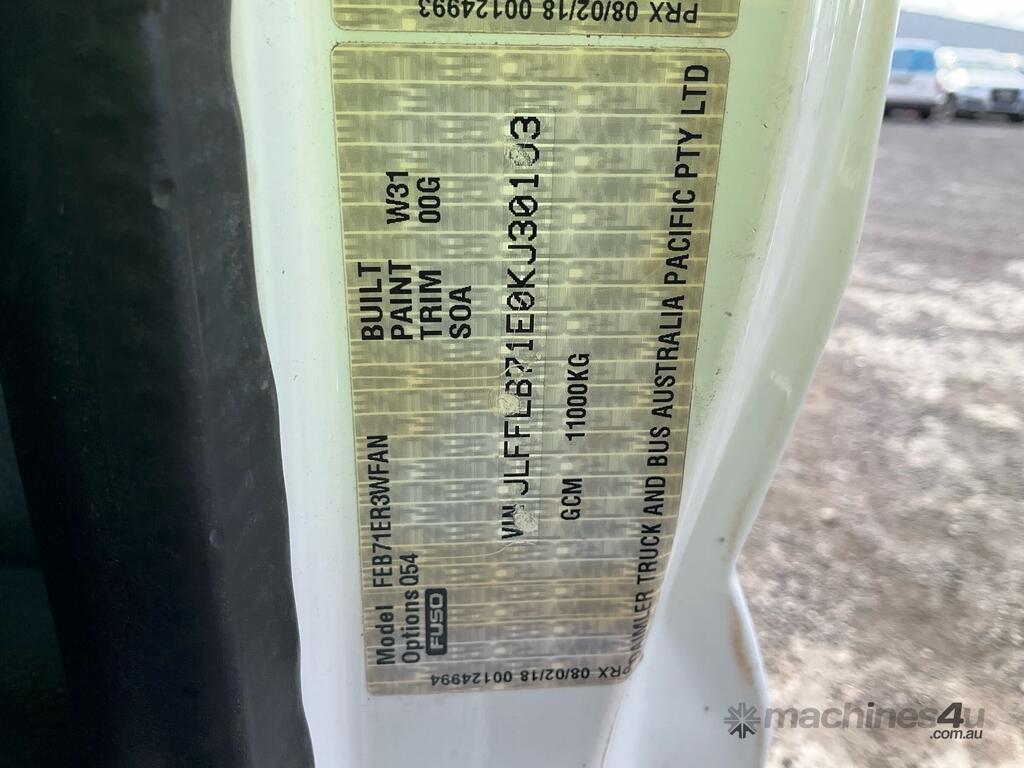 PRX 08/02/18 00124993
Model FEB71ER3WFAN
Options Q54
FUSO
BUILT
PAINT W31
TRIM 00G
SOA
VIN JLFFLB71E0KJ30103
GCM 11000KG
DAIMLER TRUCK AND BUS AUSTRALIA PACIFIC PTY LTD
PRX 08/02/18 00124994
machines4u
.com.au